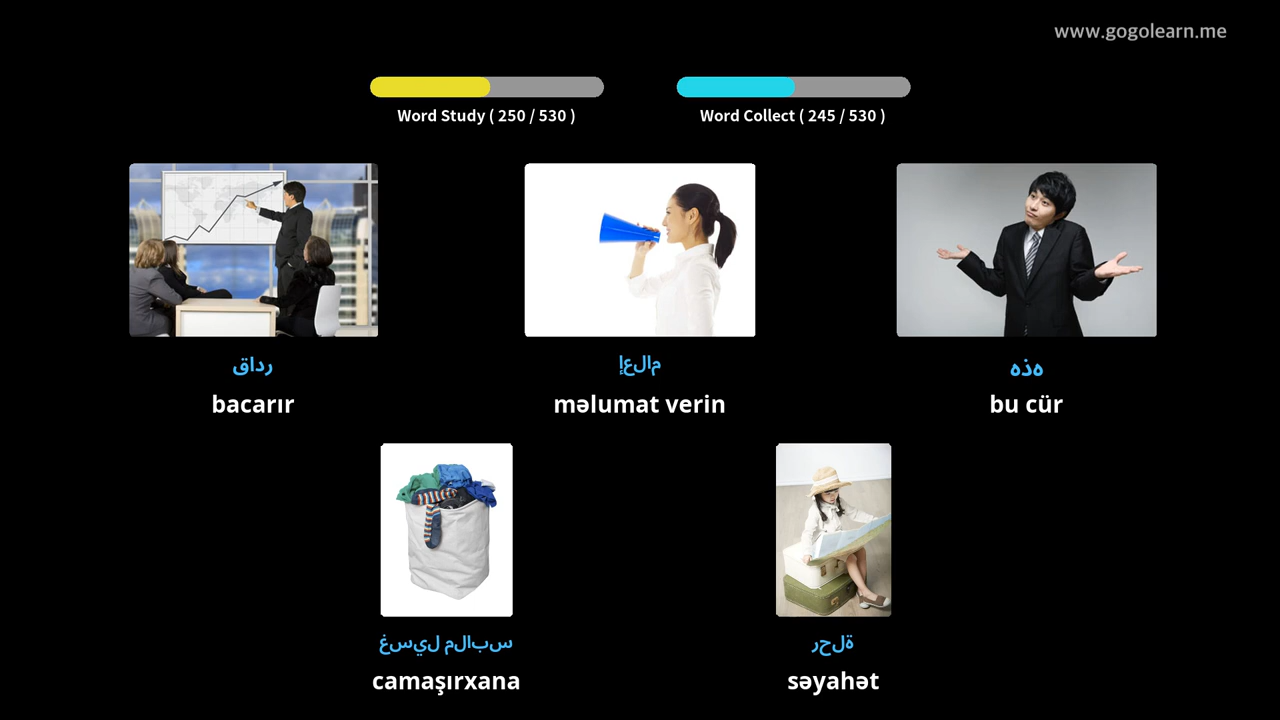 www.gogolearn.me
Word Study ( 250 / 530 )
Word Collect ( 245 / 530 )
قادر
bacarır
إعلام
məlumat verin
هذه
bu cür
غسيل ملابس
camaşırxana
رحلة
səyahət